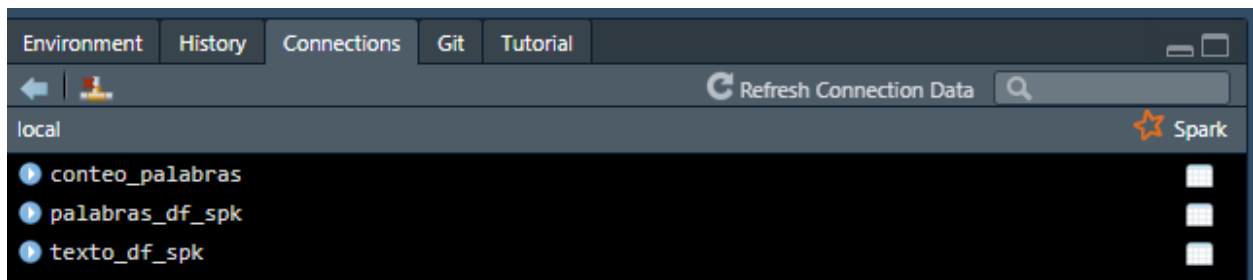 Environment History Connections Git Tutorial
Refresh Connection Data
local Spark
conteo_palabras
palabras_df_spk
texto_df_spk